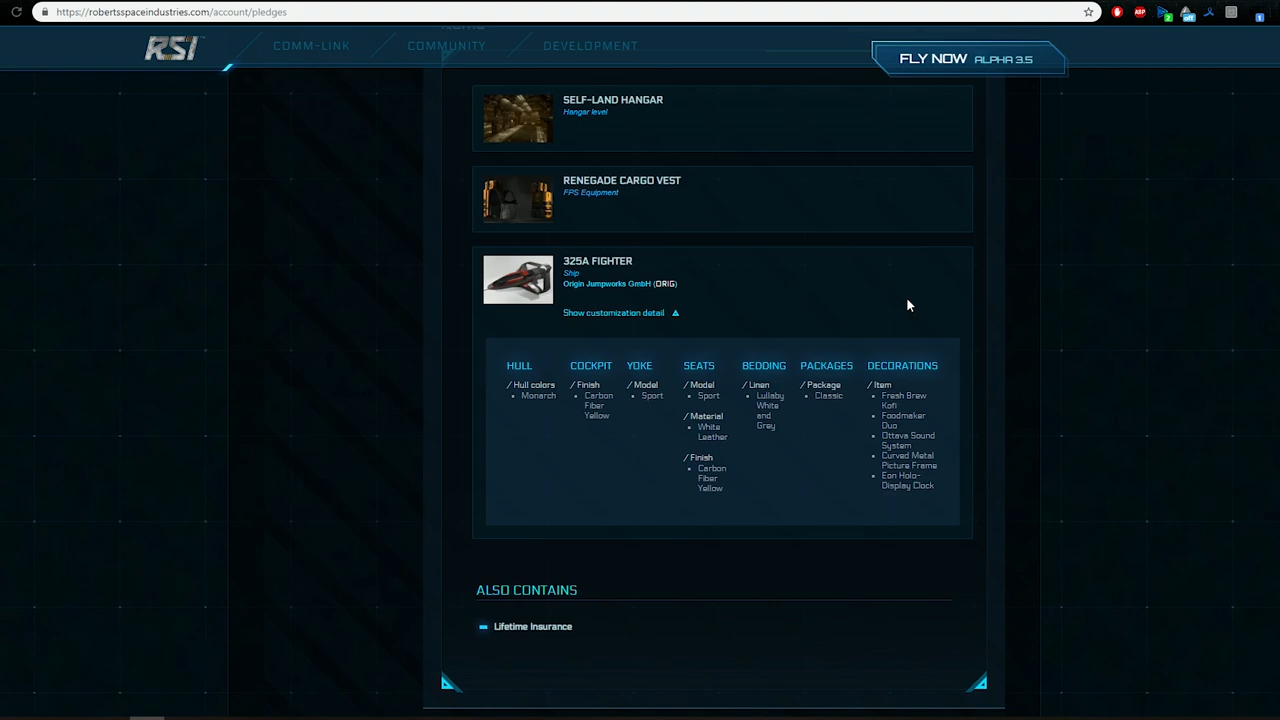 https://robertsspaceindustries.com/account/pledges
ABP
2
off
1
RSI
COMM-LINK
COMMUNITY
DEVELOPMENT
FLY NOW ALPHA 3.5
SELF-LAND HANGAR
Hangar level
RENEGADE CARGO VEST
FPS Equipment
325A FIGHTER
Ship
Origin Jumpworks GmbH (ORIG)
Show customization detail
HULL
/ Hull colors
Monarch
COCKPIT
/ Finish
Carbon
Fiber
Yellow
YOKE
/ Model
Sport
SEATS
/ Model
Sport
/ Material
White
Leather
/ Finish
Carbon
Fiber
Yellow
BEDDING
/ Linen
Lullaby
White
and
Grey
PACKAGES
/ Package
Classic
DECORATIONS
/ Item
Fresh Brew
Kofi
Foodmaker
Duo
Ottava Sound
System
Curved Metal
Picture Frame
Eon Holo-
Display Clock
ALSO CONTAINS
Lifetime Insurance